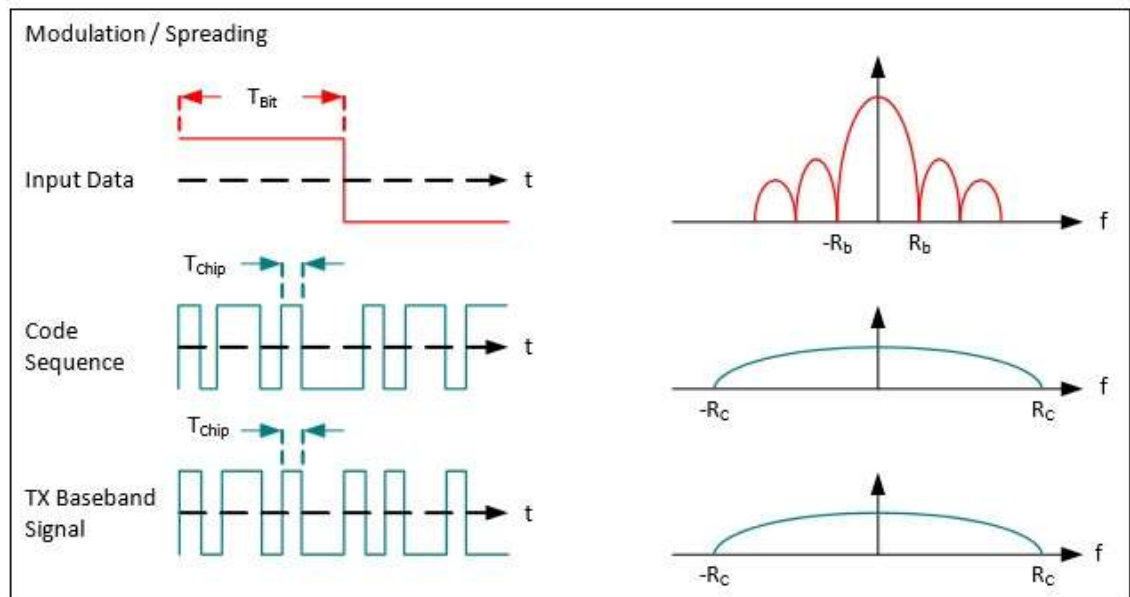 Modulation / Spreading
T_Bit
Input Data
t
-R_b
R_b
f
T_Chip
Code
Sequence
t
-R_C
R_C
f
T_Chip
TX Baseband
Signal
t
-R_C
R_C
f